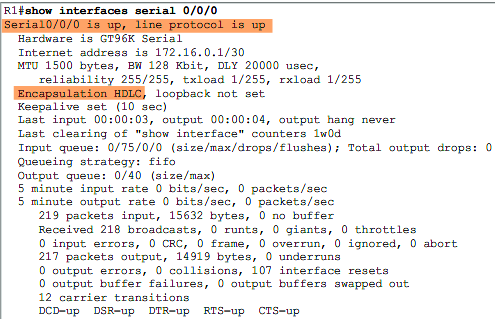 R1#show interfaces serial 0/0/0
Serial0/0/0 is up, line protocol is up
Hardware is GT96K Serial
Internet address is 172.16.0.1/30
MTU 1500 bytes, BW 128 Kbit, DLY 20000 usec,
reliability 255/255, txload 1/255, rxload 1/255
Encapsulation HDLC, loopback not set
Keepalive set (10 sec)
Last input 00:00:03, output 00:00:04, output hang never
Last clearing of "show interface" counters 1w0d
Input queue: 0/75/0/0 (size/max/drops/flushes); Total output drops: 0
Queueing strategy: fifo
Output queue: 0/40 (size/max)
5 minute input rate 0 bits/sec, 0 packets/sec
5 minute output rate 0 bits/sec, 0 packets/sec
219 packets input, 15632 bytes, 0 no buffer
Received 218 broadcasts, 0 runts, 0 giants, 0 throttles
0 input errors, 0 CRC, 0 frame, 0 overrun, 0 ignored, 0 abort
217 packets output, 14919 bytes, 0 underruns
0 output errors, 0 collisions, 107 interface resets
0 output buffer failures, 0 output buffers swapped out
12 carrier transitions
DCD=up DSR=up DTR=up RTS=up CTS=up